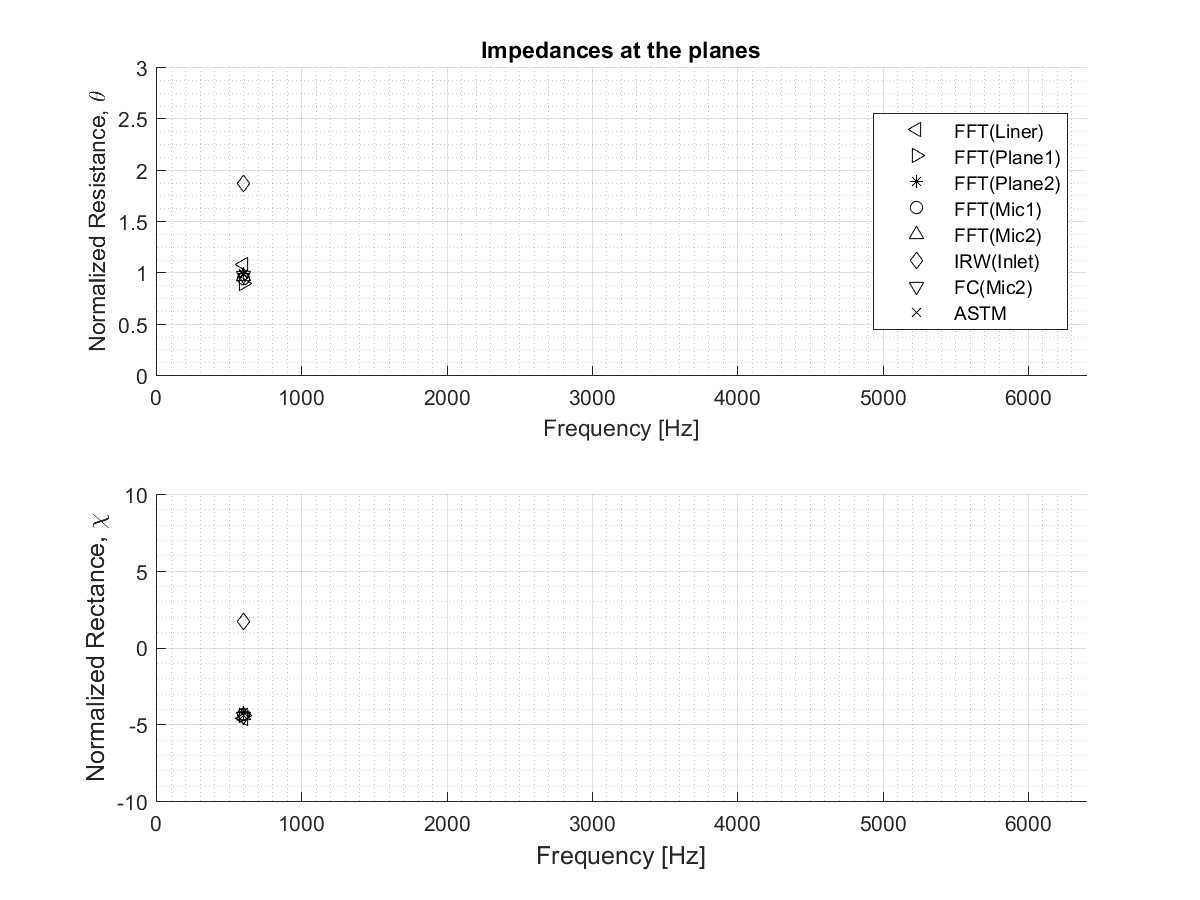 Impedances at the planes
Normalized Resistance, θ
3
2.5
2
1.5
1
0.5
0
0 1000 2000 3000 4000 5000 6000
Frequency [Hz]
FFT(Liner)
FFT(Plane1)
FFT(Plane2)
FFT(Mic1)
FFT(Mic2)
IRW(Inlet)
FC(Mic2)
ASTM
Normalized Rectance, χ
10
5
0
-5
-10
0 1000 2000 3000 4000 5000 6000
Frequency [Hz]